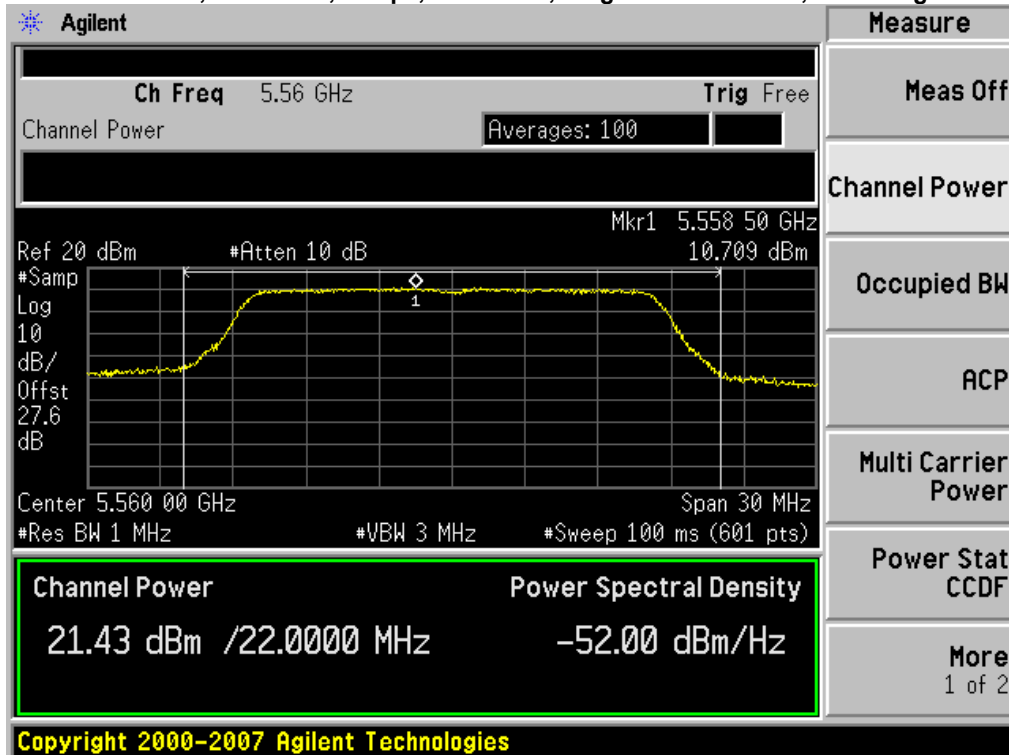 Agilent
Measure
Ch Freq 5.56 GHz Trig Free
Channel Power Averages: 100
Mkr1 5.558 50 GHz
Ref 20 dBm #Atten 10 dB 10.709 dBm
#Samp
Log
10
dB/
Offst
27.6
dB
1
Center 5.560 00 GHz Span 30 MHz
#Res BW 1 MHz #VBW 3 MHz #Sweep 100 ms (601 pts)
Channel Power Power Spectral Density
21.43 dBm /22.0000 MHz -52.00 dBm/Hz
Meas Off
Channel Power
Occupied BW
ACP
Multi Carrier
Power
Power Stat
CCDF
More
1 of 2
Copyright 2000-2007 Agilent Technologies